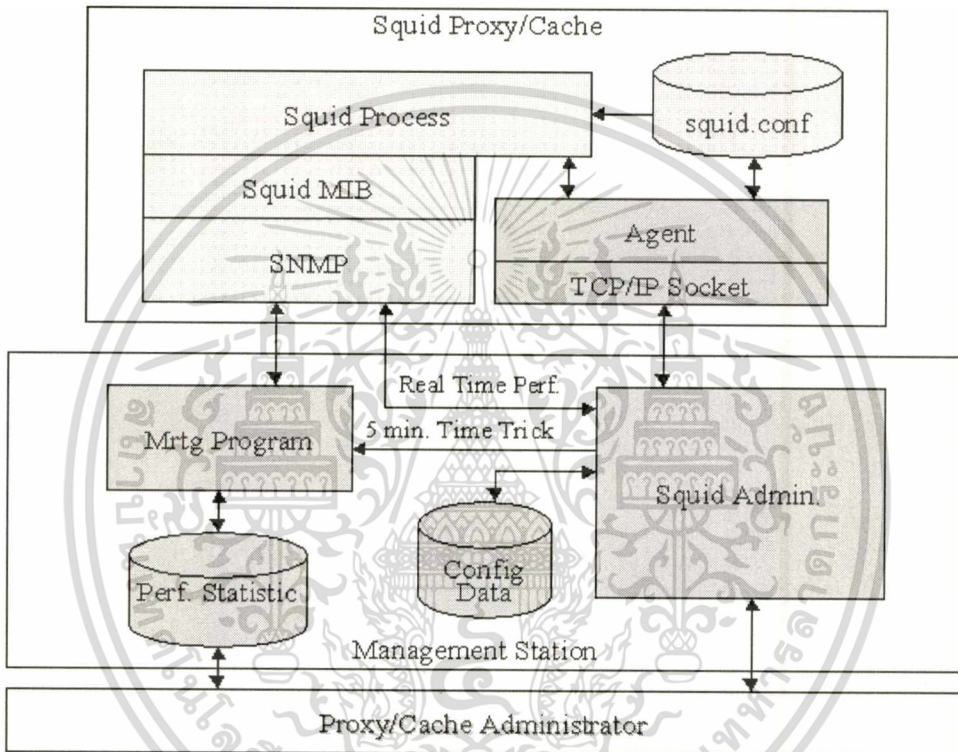 Squid Proxy/Cache
Squid Process
squid.conf
Squid MIB
Agent
SNMP
TCP/IP Socket
Real Time Perf.
Mrtg Program
5 min. Time Trick
Squid Admin.
Config
Data
Perf. Statistic
Management Station
Proxy/Cache Administrator